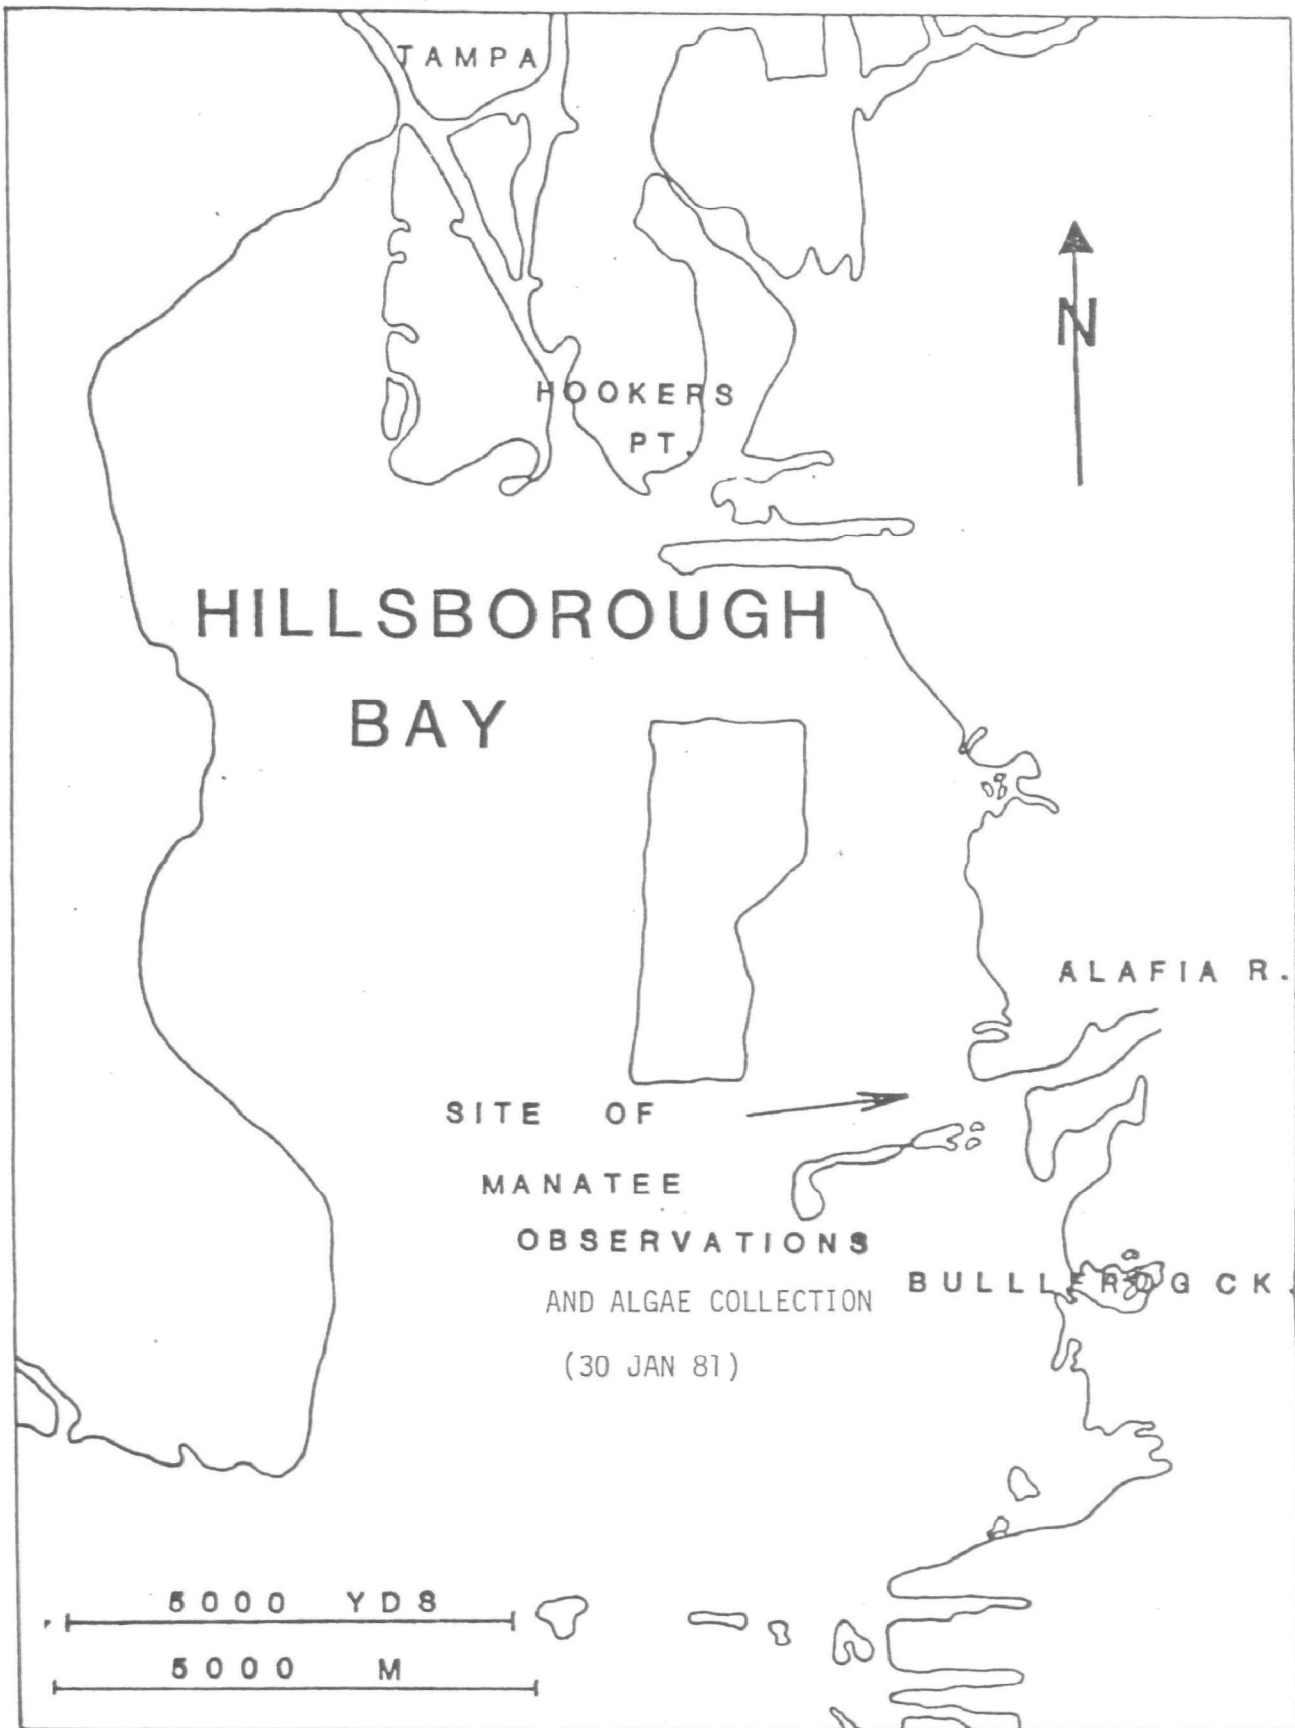 TAMPA
N
HOOKERS
PT.
HILLSBOROUGH
BAY
ALAFIA R.
SITE OF
MANATEE
OBSERVATIONS
AND ALGAE COLLECTION
(30 JAN 81)
BULLLFROG CK.
5000 YDS
5000 M